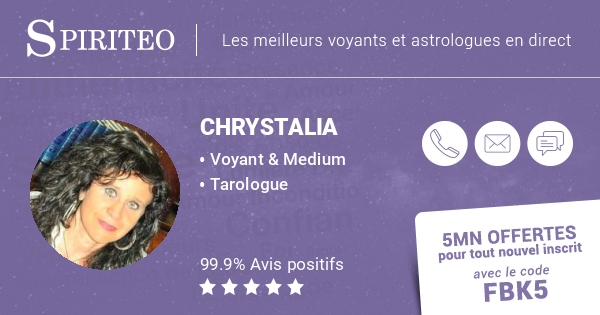 SPIRITEO
Les meilleurs voyants et astrologues en direct
CHRYSTALIA
• Voyant & Medium
• Tarologue
99.9% Avis positifs
5MN OFFERTES
pour tout nouvel inscrit
avec le code
FBK5